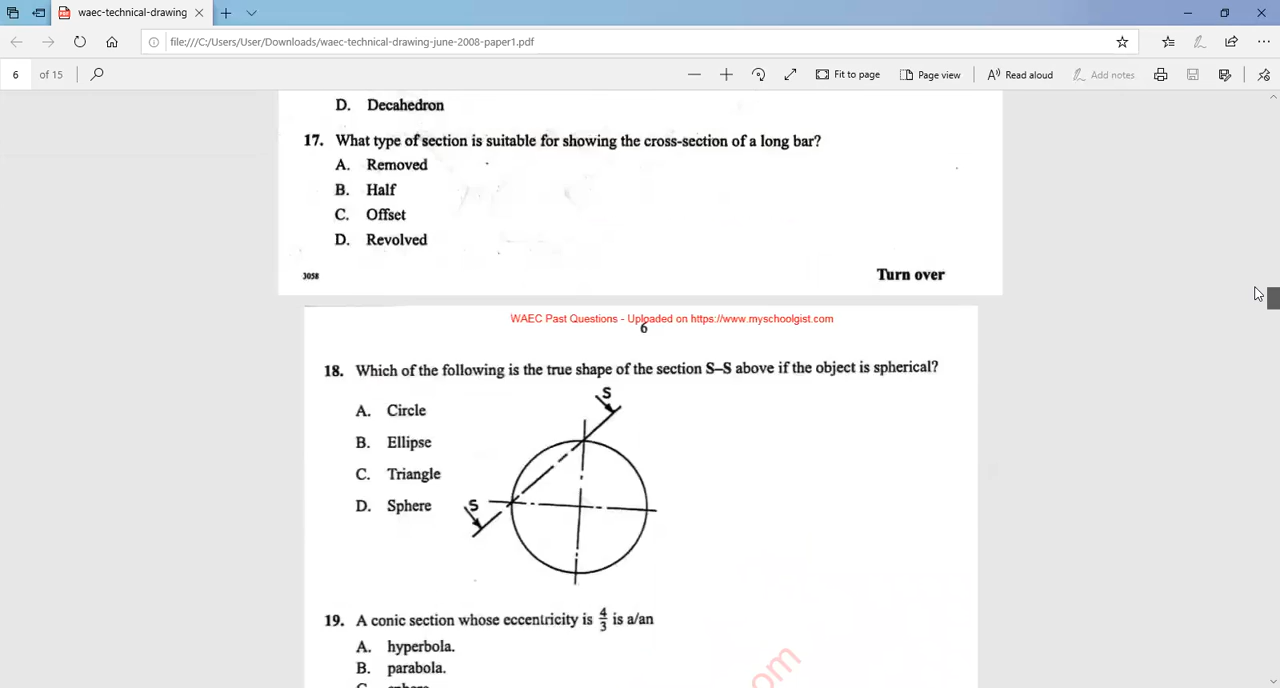 waec-technical-drawing
file:///C:/Users/User/Downloads/waec-technical-drawing-june-2008-paper1.pdf
6 of 15
Fit to page
Page view
Read aloud
Add notes
D. Decahedron
17. What type of section is suitable for showing the cross-section of a long bar?
A. Removed
B. Half
C. Offset
D. Revolved
3058
Turn over
WAEC Past Questions - Uploaded on https://www.myschoolgist.com
6
18. Which of the following is the true shape of the section S–S above if the object is spherical?
A. Circle
B. Ellipse
C. Triangle
D. Sphere
S
S
19. A conic section whose eccentricity is 4/3 is a/an
A. hyperbola.
B. parabola.
C. sphere
om